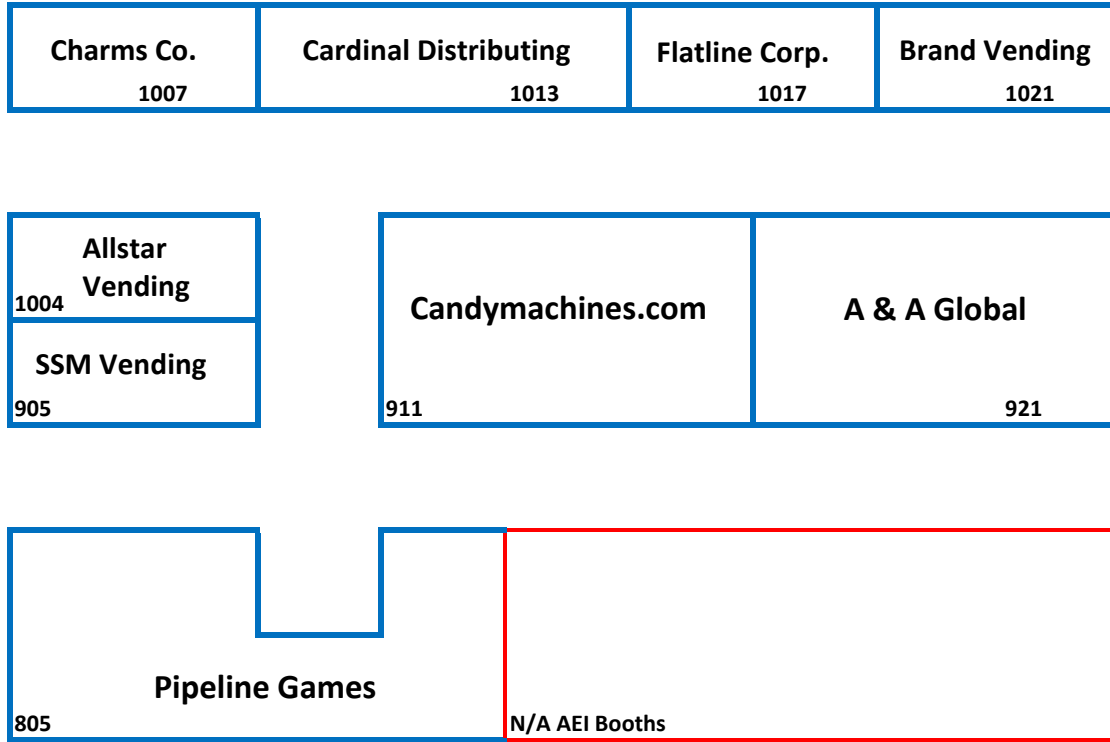 Charms Co.
1007
Cardinal Distributing
1013
Flatline Corp.
1017
Brand Vending
1021
Allstar
Vending
1004
SSM Vending
905
Candymachines.com
911
A & A Global
921
Pipeline Games
805
N/A AEI Booths